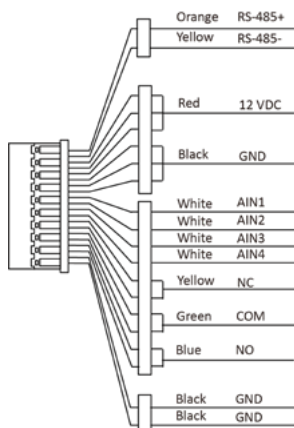 Orange RS-485+
Yellow RS-485-
Red 12 VDC
Black GND
White AIN1
White AIN2
White AIN3
White AIN4
Yellow NC
Green COM
Blue NO
Black GND
Black GND